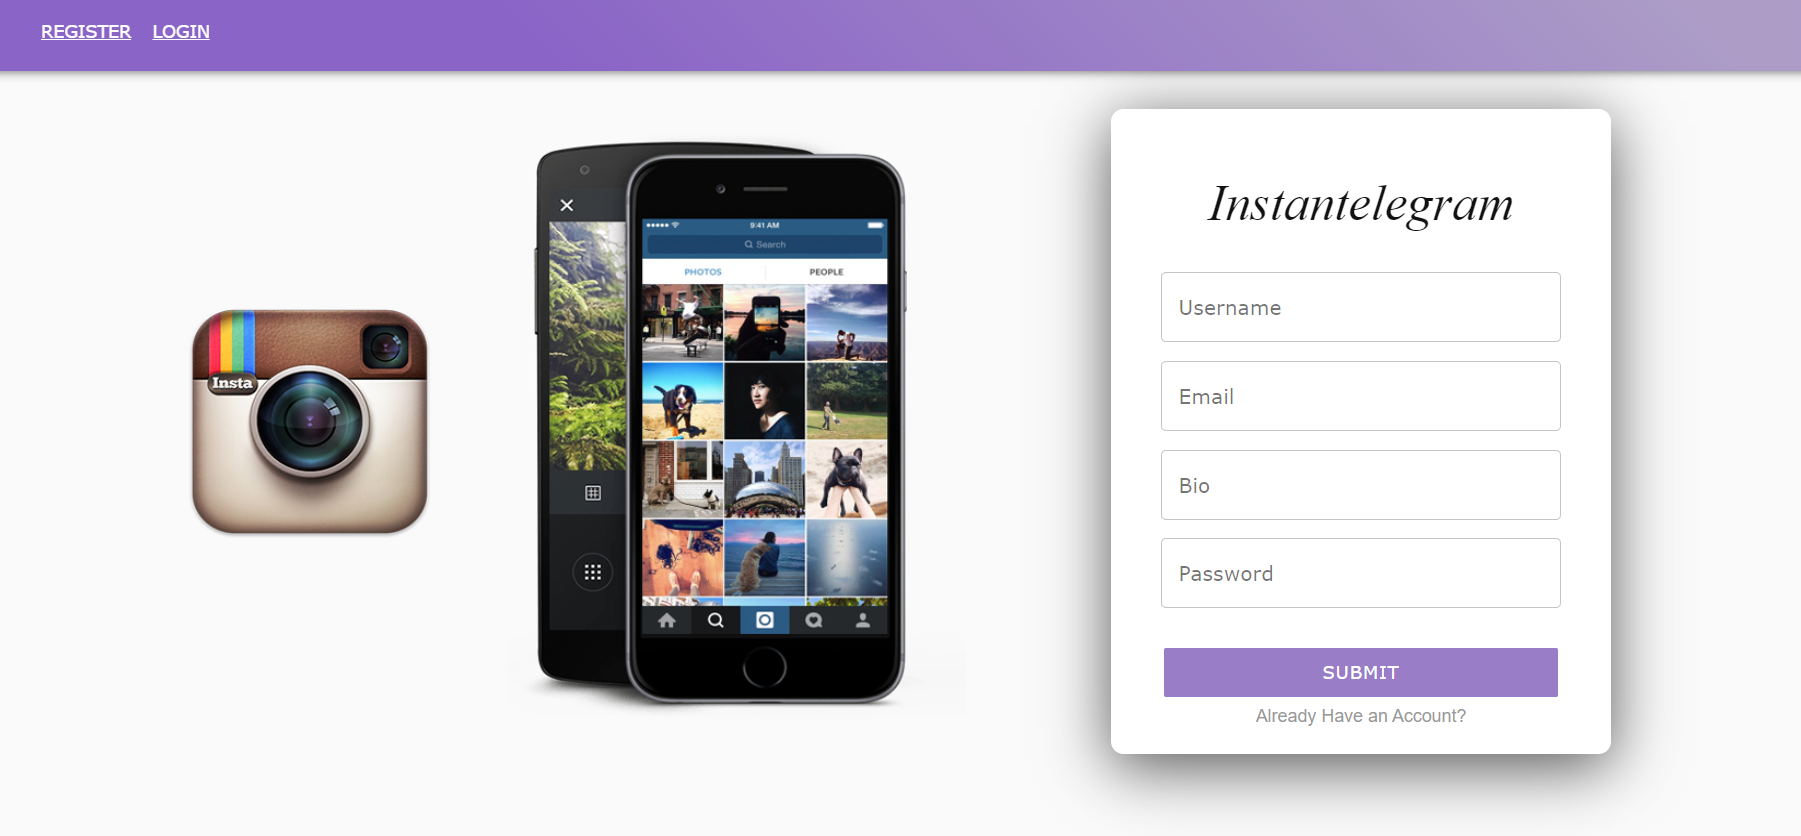 REGISTER LOGIN
Insta
9:41 AM
Search
PHOTOS PEOPLE
Instantelegram
Username
Email
Bio
Password
SUBMIT
Already Have an Account?